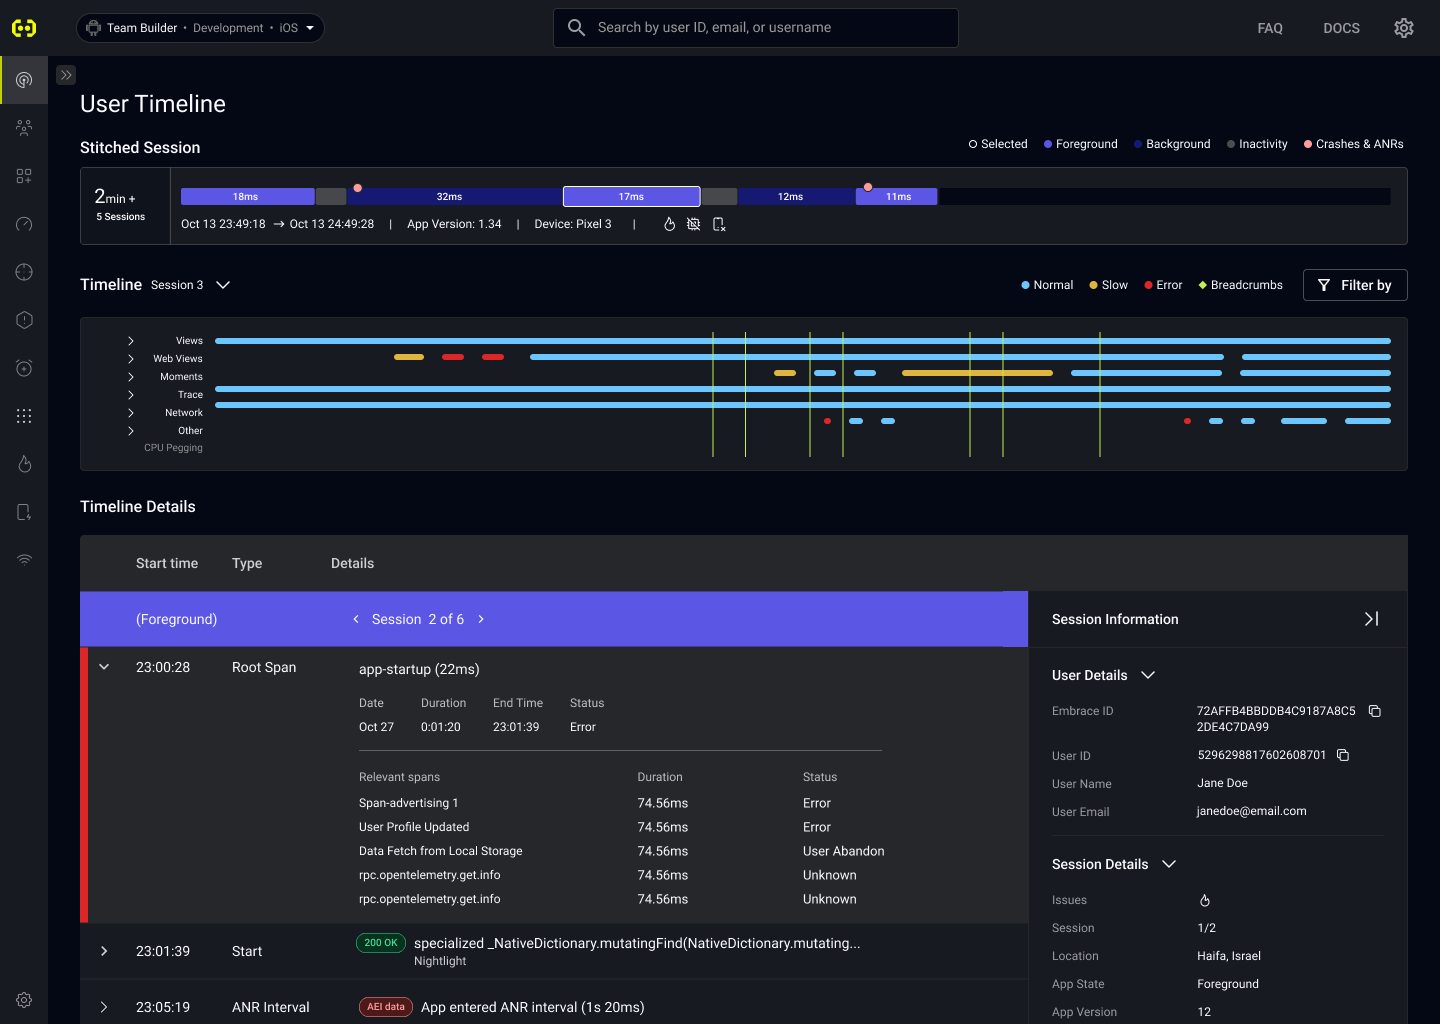 Team Builder • Development • iOS
Search by user ID, email, or username
FAQ
DOCS
User Timeline
Stitched Session
Selected
Foreground
Background
Inactivity
Crashes & ANRs
2min +
5 Sessions
18ms
32ms
17ms
12ms
11ms
Oct 13 23:49:18 → Oct 13 24:49:28 | App Version: 1.34 | Device: Pixel 3 |
Timeline
Session 3
Normal
Slow
Error
Breadcrumbs
Filter by
Views
Web Views
Moments
Trace
Network
Other
CPU Pegging
Timeline Details
Start time
Type
Details
(Foreground)
Session 2 of 6
23:00:28
Root Span
app-startup (22ms)
Date Duration End Time Status
Oct 27 0:01:20 23:01:39 Error
Relevant spans Duration Status
Span-advertising 1 74.56ms Error
User Profile Updated 74.56ms Error
Data Fetch from Local Storage 74.56ms User Abandon
rpc.opentelemetry.get.info 74.56ms Unknown
rpc.opentelemetry.get.info 74.56ms Unknown
23:01:39
Start
200 OK
specialized _NativeDictionary.mutatingFind(NativeDictionary.mutating...
Nightlight
23:05:19
ANR Interval
AEI data
App entered ANR interval (1s 20ms)
Session Information
User Details
Embrace ID
72AFFB4BBDDB4C9187A8C5
2DE4C7DA99
User ID
5296298817602608701
User Name
Jane Doe
User Email
janedoe@email.com
Session Details
Issues
Session
1/2
Location
Haifa, Israel
App State
Foreground
App Version
12